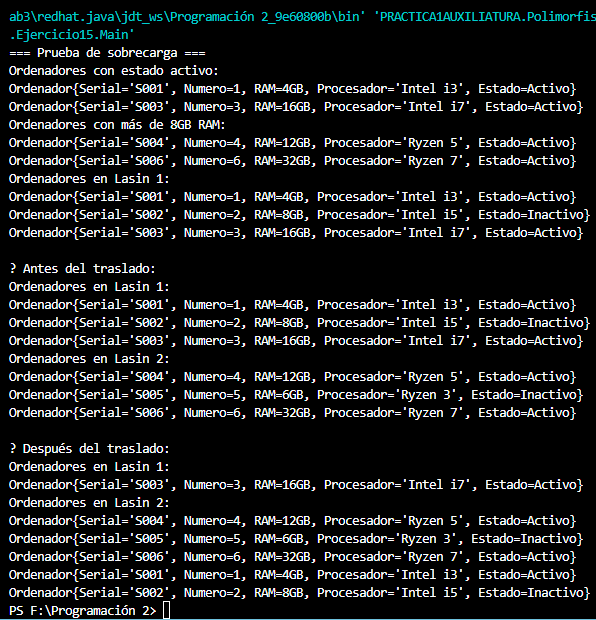 ab3\redhat.java\jdt_ws\Programación 2_9e60800b\bin' 'PRACTICA1AUXILIATURA.Polimorfis
.Ejercicio15.Main'
=== Prueba de sobrecarga ===
Ordenadores con estado activo:
Ordenador{Serial='S001', Numero=1, RAM=4GB, Procesador='Intel i3', Estado=Activo}
Ordenador{Serial='S003', Numero=3, RAM=16GB, Procesador='Intel i7', Estado=Activo}
Ordenadores con más de 8GB RAM:
Ordenador{Serial='S004', Numero=4, RAM=12GB, Procesador='Ryzen 5', Estado=Activo}
Ordenador{Serial='S006', Numero=6, RAM=32GB, Procesador='Ryzen 7', Estado=Activo}
Ordenadores en Lasin 1:
Ordenador{Serial='S001', Numero=1, RAM=4GB, Procesador='Intel i3', Estado=Activo}
Ordenador{Serial='S002', Numero=2, RAM=8GB, Procesador='Intel i5', Estado=Inactivo}
Ordenador{Serial='S003', Numero=3, RAM=16GB, Procesador='Intel i7', Estado=Activo}
? Antes del traslado:
Ordenadores en Lasin 1:
Ordenador{Serial='S001', Numero=1, RAM=4GB, Procesador='Intel i3', Estado=Activo}
Ordenador{Serial='S002', Numero=2, RAM=8GB, Procesador='Intel i5', Estado=Inactivo}
Ordenador{Serial='S003', Numero=3, RAM=16GB, Procesador='Intel i7', Estado=Activo}
Ordenadores en Lasin 2:
Ordenador{Serial='S004', Numero=4, RAM=12GB, Procesador='Ryzen 5', Estado=Activo}
Ordenador{Serial='S005', Numero=5, RAM=6GB, Procesador='Ryzen 3', Estado=Inactivo}
Ordenador{Serial='S006', Numero=6, RAM=32GB, Procesador='Ryzen 7', Estado=Activo}
? Después del traslado:
Ordenadores en Lasin 1:
Ordenador{Serial='S003', Numero=3, RAM=16GB, Procesador='Intel i7', Estado=Activo}
Ordenadores en Lasin 2:
Ordenador{Serial='S004', Numero=4, RAM=12GB, Procesador='Ryzen 5', Estado=Activo}
Ordenador{Serial='S005', Numero=5, RAM=6GB, Procesador='Ryzen 3', Estado=Inactivo}
Ordenador{Serial='S006', Numero=6, RAM=32GB, Procesador='Ryzen 7', Estado=Activo}
Ordenador{Serial='S001', Numero=1, RAM=4GB, Procesador='Intel i3', Estado=Activo}
Ordenador{Serial='S002', Numero=2, RAM=8GB, Procesador='Intel i5', Estado=Inactivo}
PS F:\Programación 2>